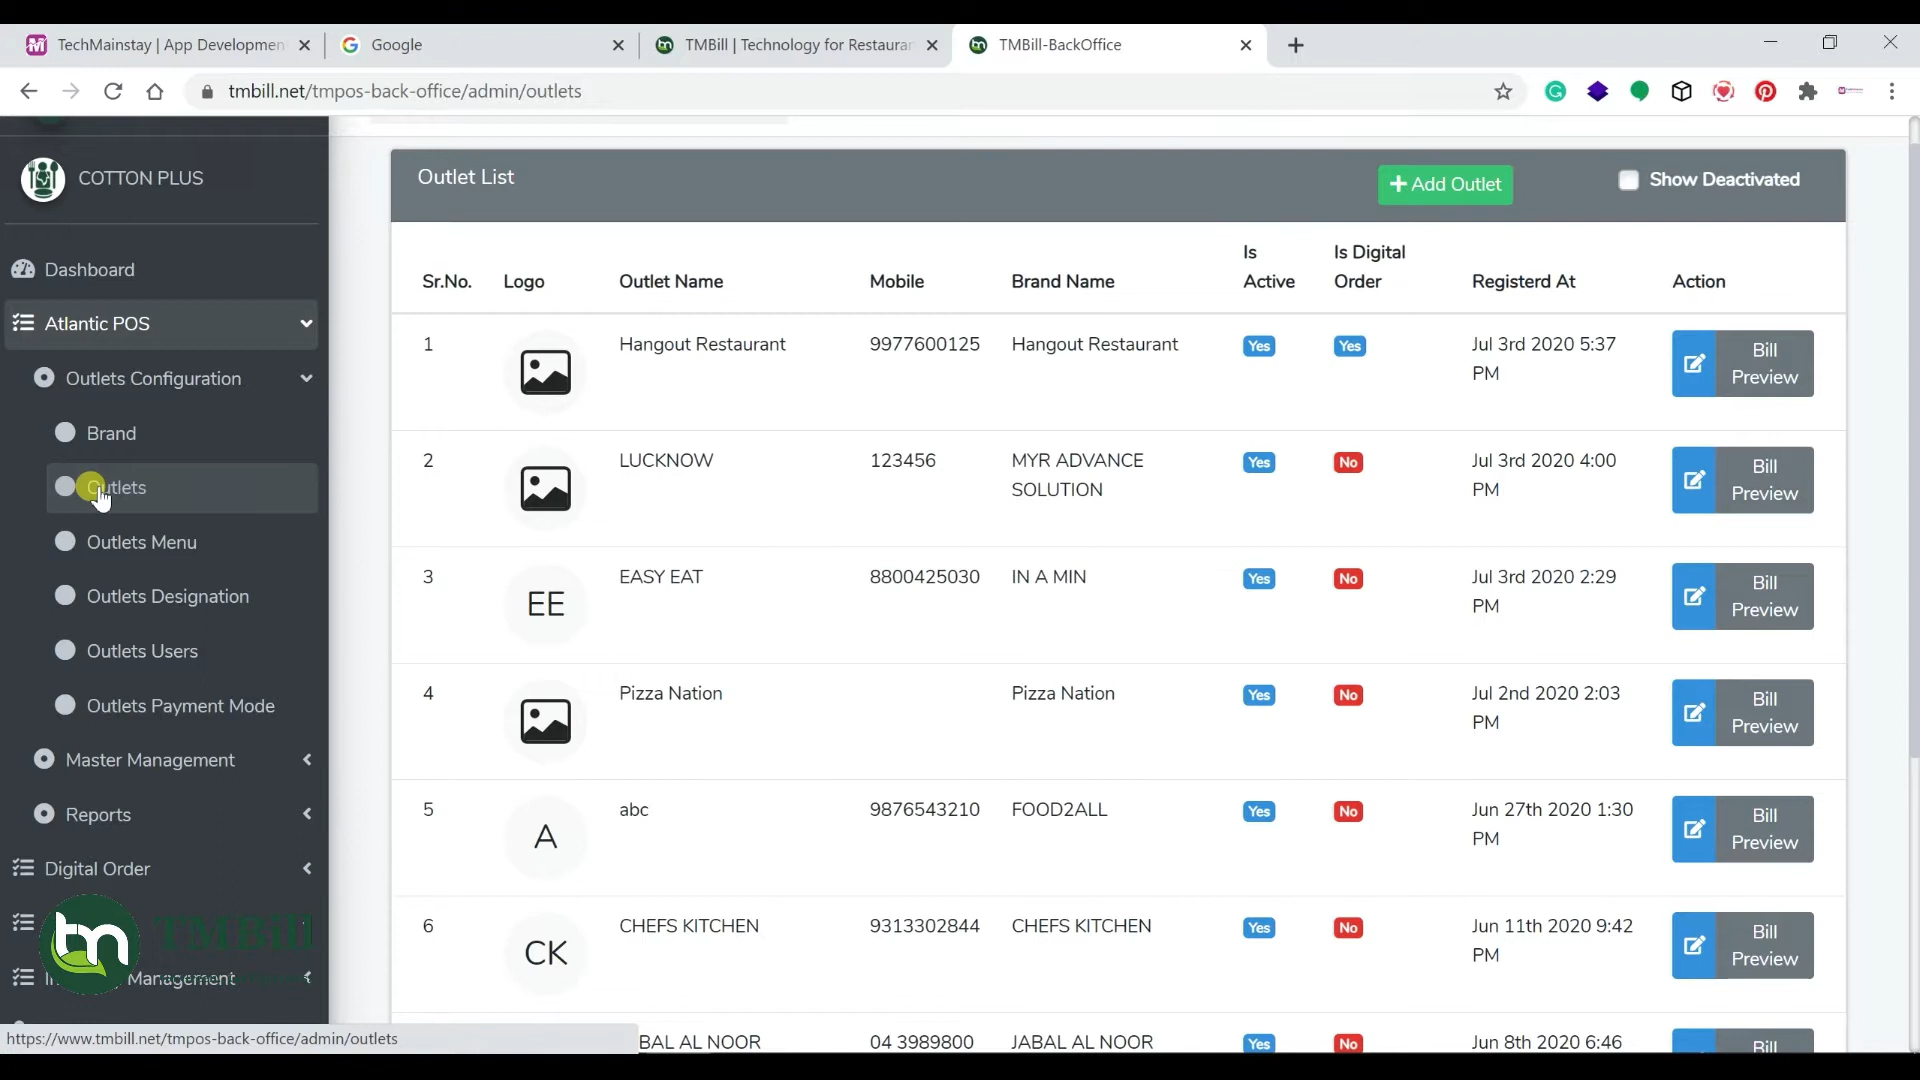 TechMainstay | App Developmen
Google
TMBill | Technology for Restaurar
TMBill-BackOffice
tmbill.net/tmpos-back-office/admin/outlets
COTTON PLUS
Dashboard
Atlantic POS
Outlets Configuration
Brand
Outlets
Outlets Menu
Outlets Designation
Outlets Users
Outlets Payment Mode
Master Management
Reports
Digital Order
TMBill
Management
https://www.tmbill.net/tmpos-back-office/admin/outlets
Outlet List
+ Add Outlet
Show Deactivated
Sr.No. Logo Outlet Name Mobile Brand Name Is Active Is Digital Order Registerd At Action
1 Hangout Restaurant 9977600125 Hangout Restaurant Yes Yes Jul 3rd 2020 5:37 Bill
PM Preview
2 LUCKNOW 123456 MYR ADVANCE Yes No Jul 3rd 2020 4:00 Bill
SOLUTION PM Preview
3 EE EASY EAT 8800425030 IN A MIN Yes No Jul 3rd 2020 2:29 Bill
PM Preview
4 Pizza Nation Pizza Nation Yes No Jul 2nd 2020 2:03 Bill
PM Preview
5 A abc 9876543210 FOOD2ALL Yes No Jun 27th 2020 1:30 Bill
PM Preview
6 CK CHEFS KITCHEN 9313302844 CHEFS KITCHEN Yes No Jun 11th 2020 9:42 Bill
PM Preview
BAL AL NOOR 04 3989800 JABAL AL NOOR Yes No Jun 8th 2020 6:46 Bill